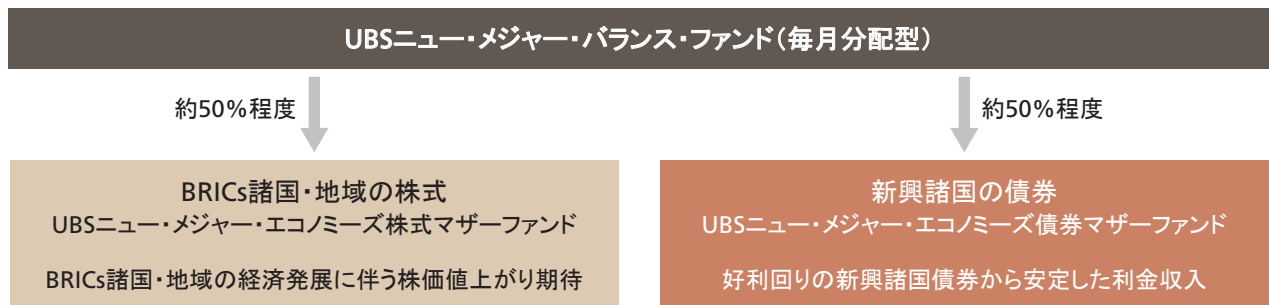 UBSニュー・メジャー・バランス・ファンド（毎月分配型）
約50％程度
約50％程度
BRICs諸国・地域の株式
UBSニュー・メジャー・エコノミーズ株式マザーファンド
BRICs諸国・地域の経済発展に伴う株価値上がり期待
新興諸国の債券
UBSニュー・メジャー・エコノミーズ債券マザーファンド
好利回りの新興諸国債券から安定した利金収入